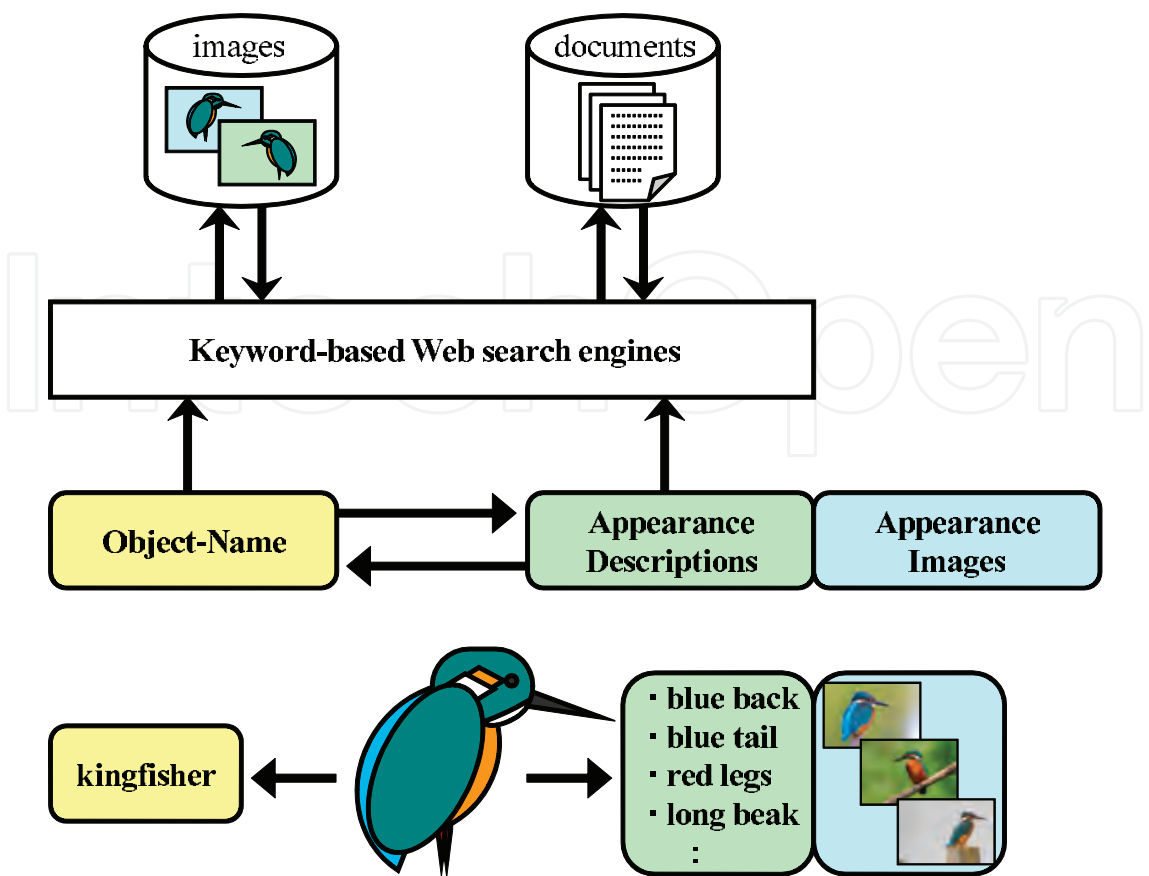 images
documents
IntechOpen
Keyword-based Web search engines
Object-Name
Appearance
Descriptions
Appearance
Images
kingfisher
· blue back
· blue tail
· red legs
· long beak
: